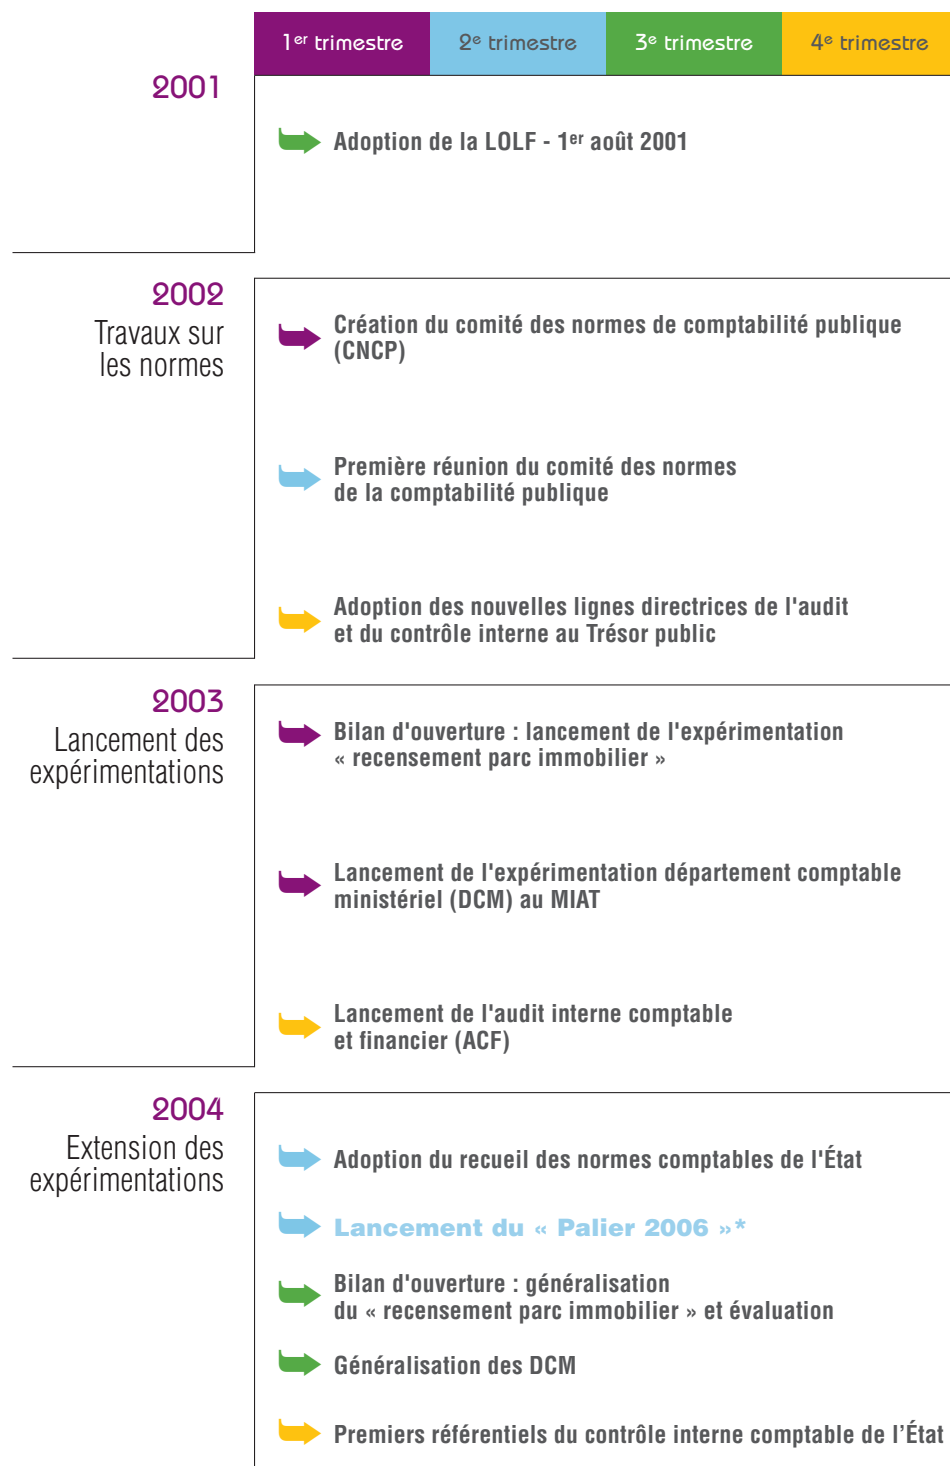 1er trimestre 2e trimestre 3e trimestre 4e trimestre
2001
Adoption de la LOLF - 1er août 2001
2002
Travaux sur
les normes
Création du comité des normes de comptabilité publique
(CNCP)
Première réunion du comité des normes
de la comptabilité publique
Adoption des nouvelles lignes directrices de l'audit
et du contrôle interne au Trésor public
2003
Lancement des
expérimentations
Bilan d'ouverture : lancement de l'expérimentation
« recensement parc immobilier »
Lancement de l'expérimentation département comptable
ministériel (DCM) au MIAT
Lancement de l'audit interne comptable
et financier (ACF)
2004
Extension des
expérimentations
Adoption du recueil des normes comptables de l'État
Lancement du « Palier 2006 »*
Bilan d'ouverture : généralisation
du « recensement parc immobilier » et évaluation
Généralisation des DCM
Premiers référentiels du contrôle interne comptable de l’État